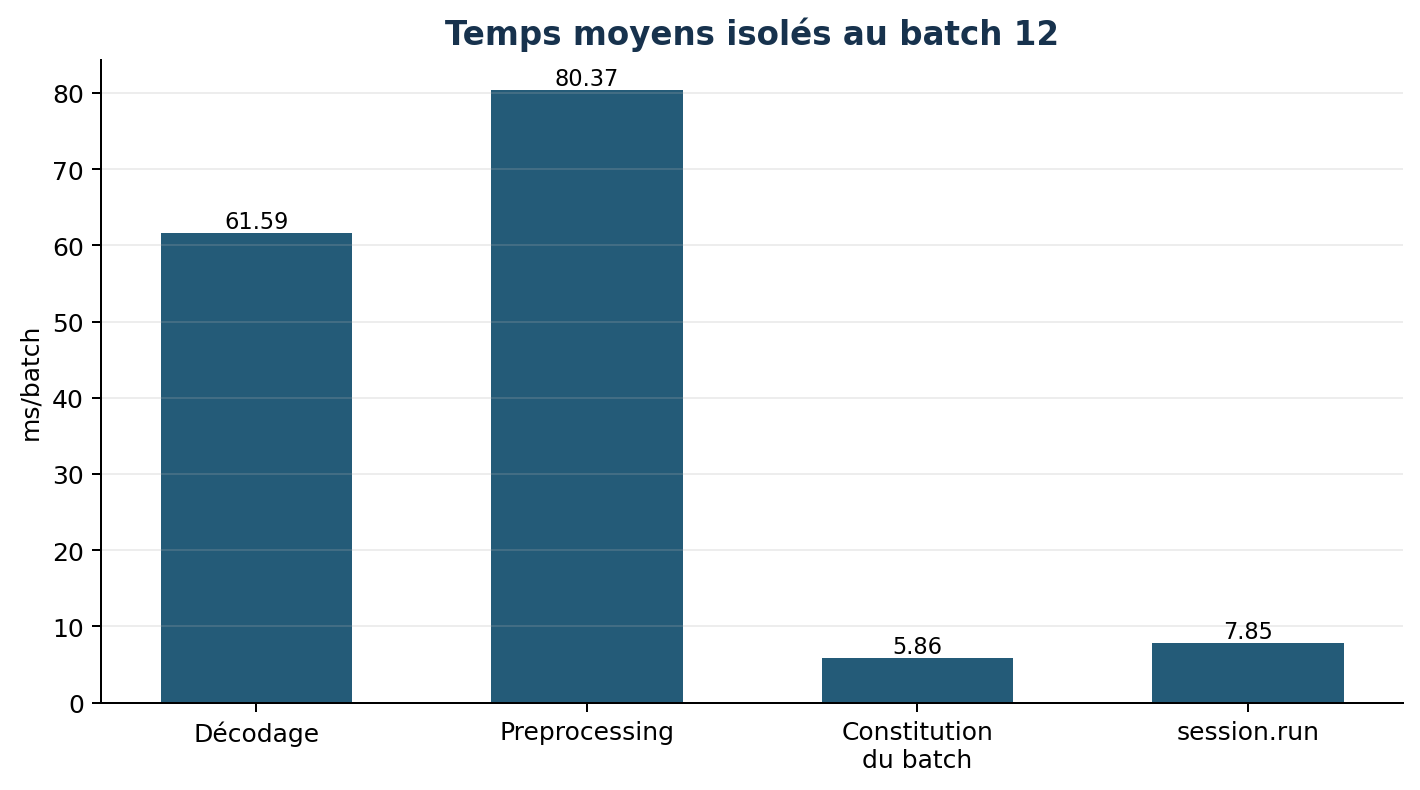 Temps moyens isolés au batch 12
ms/batch
80
70
60
50
40
30
20
10
0
61.59
80.37
5.86
7.85
Décodage
Preprocessing
Constitution
du batch
session.run